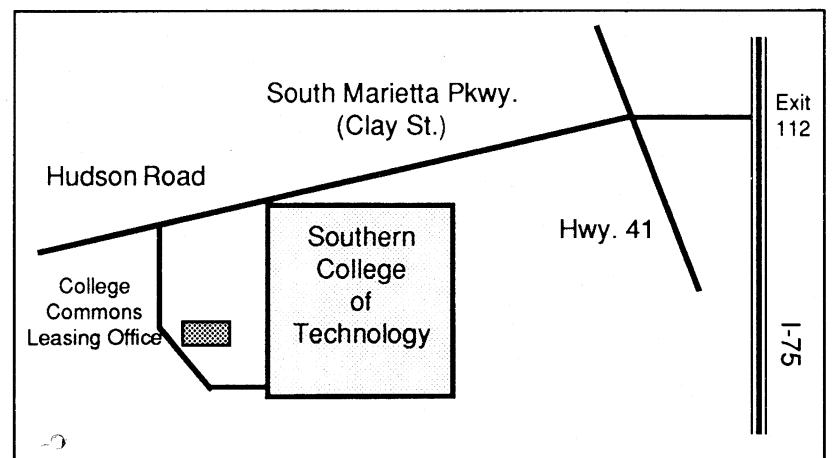 South Marietta Pkwy.
(Clay St.)
Exit
112
Hudson Road
Hwy. 41
Southern
College
of
Technology
College
Commons
Leasing Office
I-75